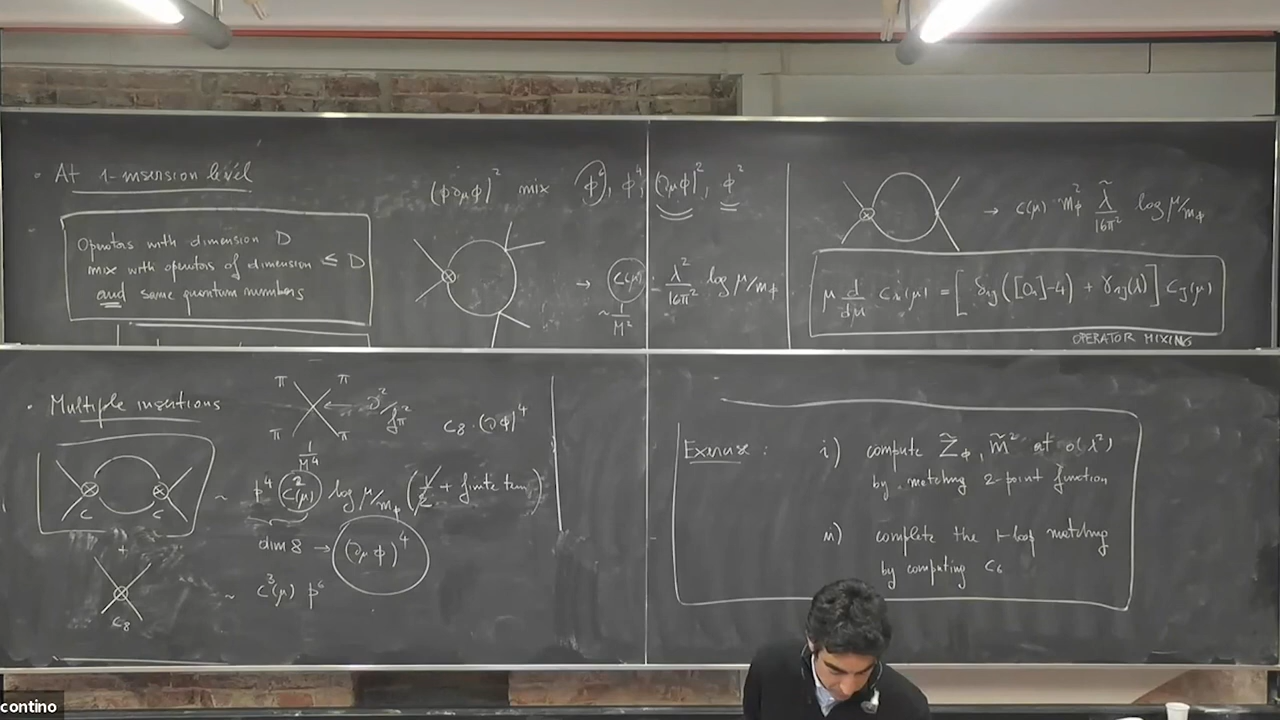 • At 1-insertion level
Operators with dimension D
mix with operators of dimension ≤ D
and same quantum numbers
(ϕ∂μϕ)² mix ϕ⁶, ϕ⁴, (∂μϕ)², ϕ²
→ c(μ) · λ²/16π² log μ/mϕ
~ 1/M²
→ c(μ) m²ϕ λ̃/16π² log μ/mϕ
μ d/dμ cᵢ(μ) = [δᵢⱼ([Oᵢ]-4) + γᵢⱼ(λ)] cⱼ(μ)
OPERATOR MIXING
• Multiple insertions
π π
π π
← ∂²/fπ²
c₈ · (∂ϕ)⁴
1/M⁴
c c
~ p⁴ c²(μ) log μ/mϕ (1/ε + finite term)
dim 8 → (∂μϕ)⁴
+
c₈
~ c³(μ) p⁶
Exercise :
i) compute Z̃ϕ, m̃² at o(λ²)
by matching 2-point function
ii) complete the 1-loop matching
by computing c₆
contino